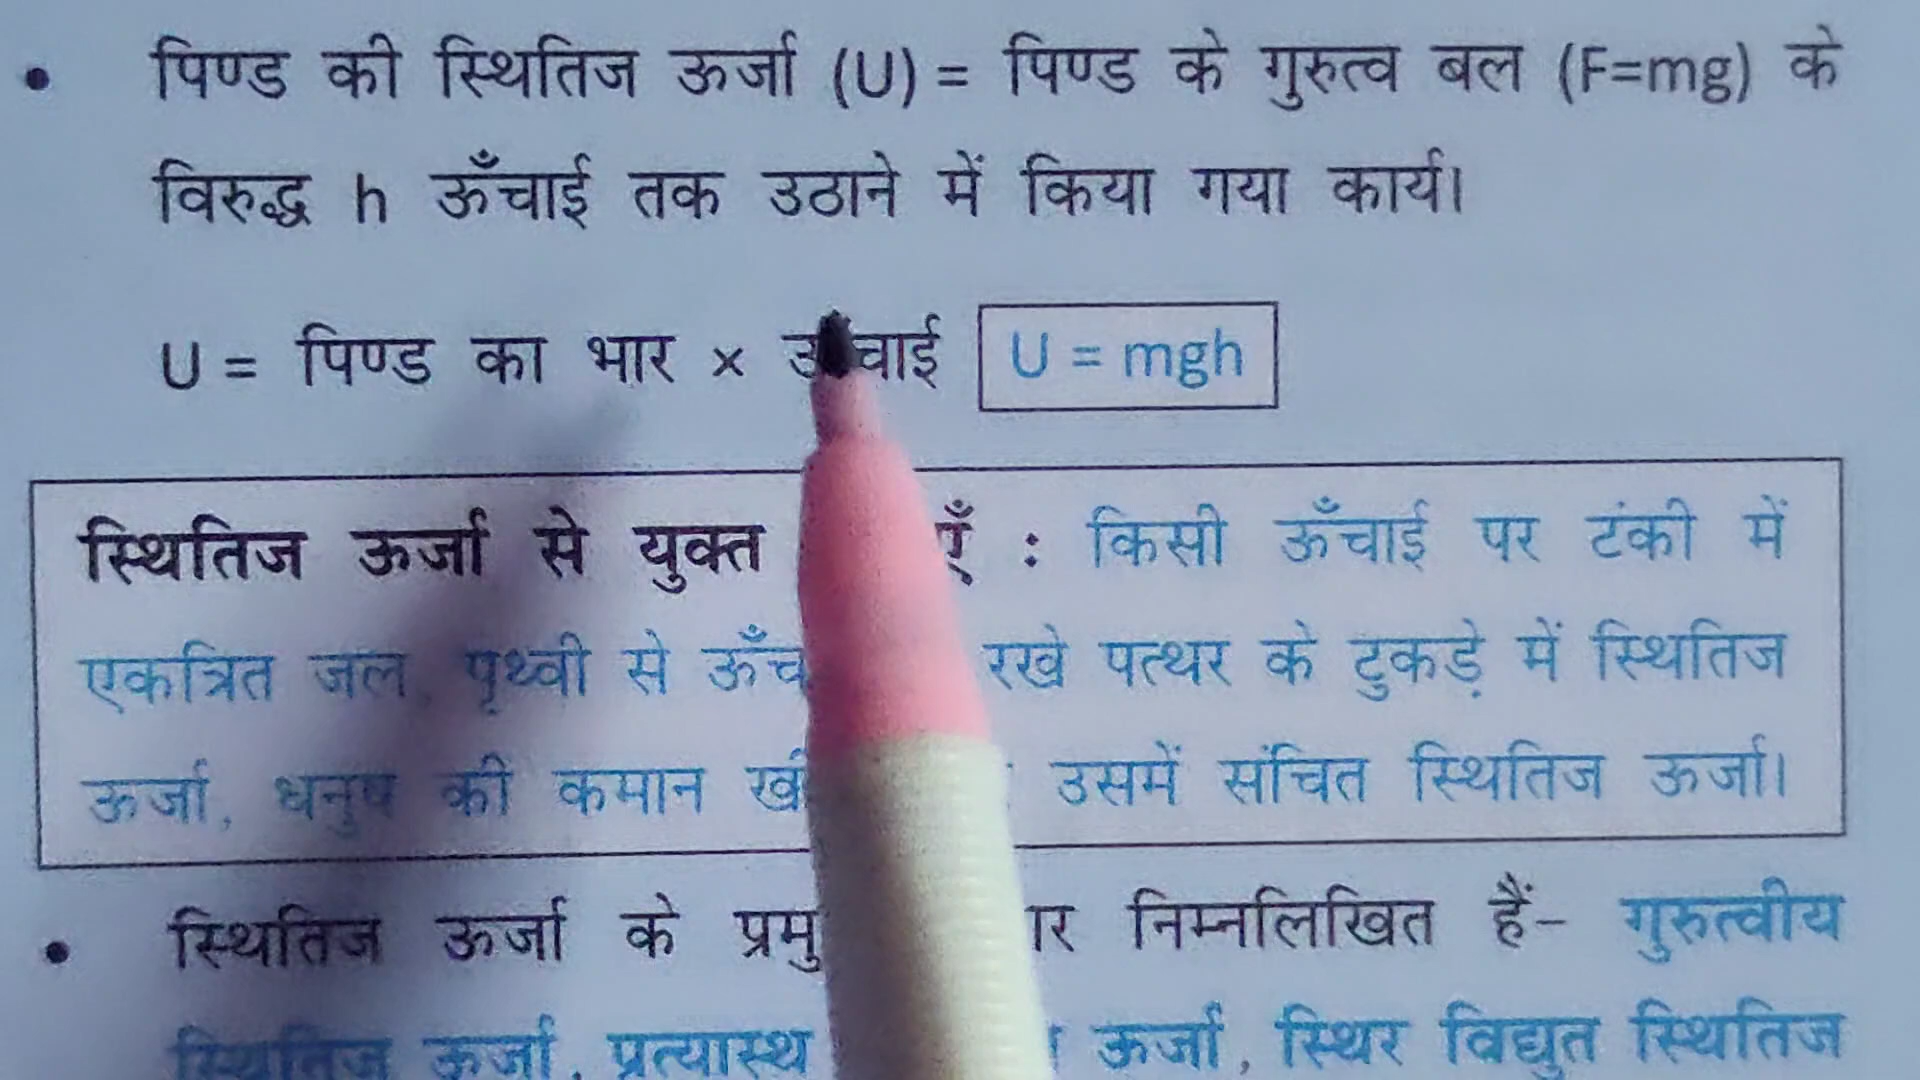 • पिण्ड की स्थितिज ऊर्जा (U) = पिण्ड के गुरुत्व बल (F=mg) के
विरुद्ध h ऊँचाई तक उठाने में किया गया कार्य।
U = पिण्ड का भार × ऊँचाई U = mgh
स्थितिज ऊर्जा से युक्त : किसी ऊँचाई पर टंकी में
एकत्रित जल, पृथ्वी से रखे पत्थर के टुकड़े में स्थितिज
ऊर्जा, धनुष की कमान उसमें संचित स्थितिज ऊर्जा।
• स्थितिज ऊर्जा के निम्नलिखित हैं– गुरुत्वीय
स्थितिज ऊर्जा, प्रत्यास्थ ऊर्जा, स्थिर विद्युत स्थितिज